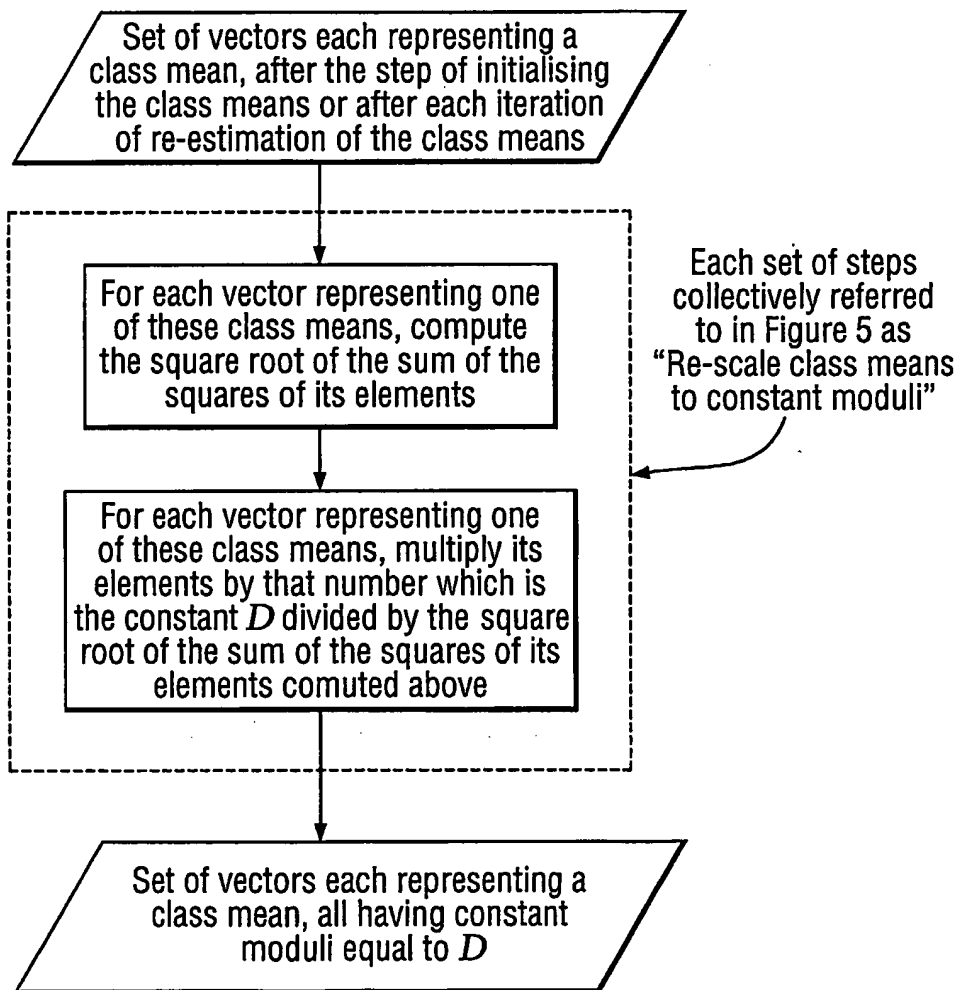 Set of vectors each representing a
class mean, after the step of initialising
the class means or after each iteration
of re-estimation of the class means
For each vector representing one
of these class means, compute
the square root of the sum of the
squares of its elements
Each set of steps
collectively referred
to in Figure 5 as
“Re-scale class means
to constant moduli”
For each vector representing one
of these class means, multiply its
elements by that number which is
the constant D divided by the square
root of the sum of the squares of its
elements comuted above
Set of vectors each representing a
class mean, all having constant
moduli equal to D